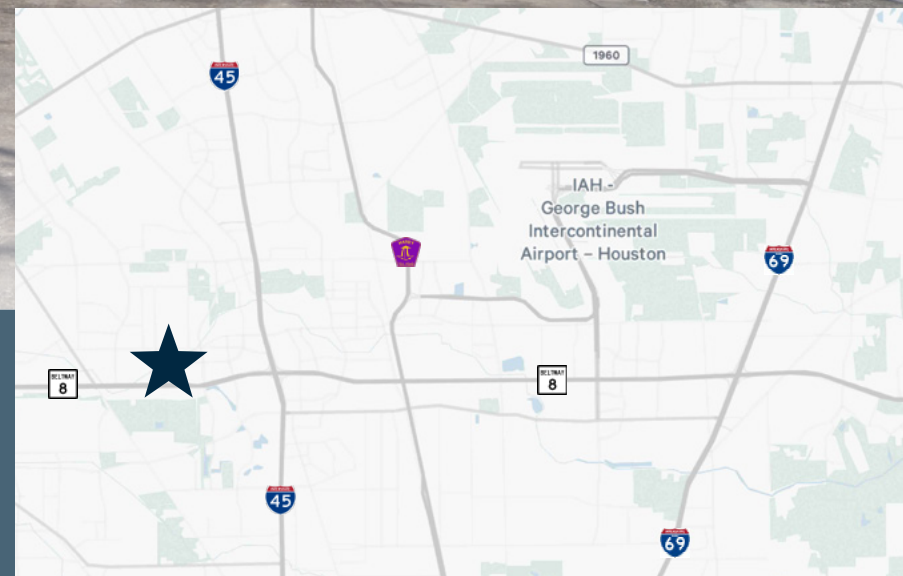 45
1960
IAH -
George Bush
Intercontinental
Airport – Houston
69
BELTWAY
8
BELTWAY
8
45
69